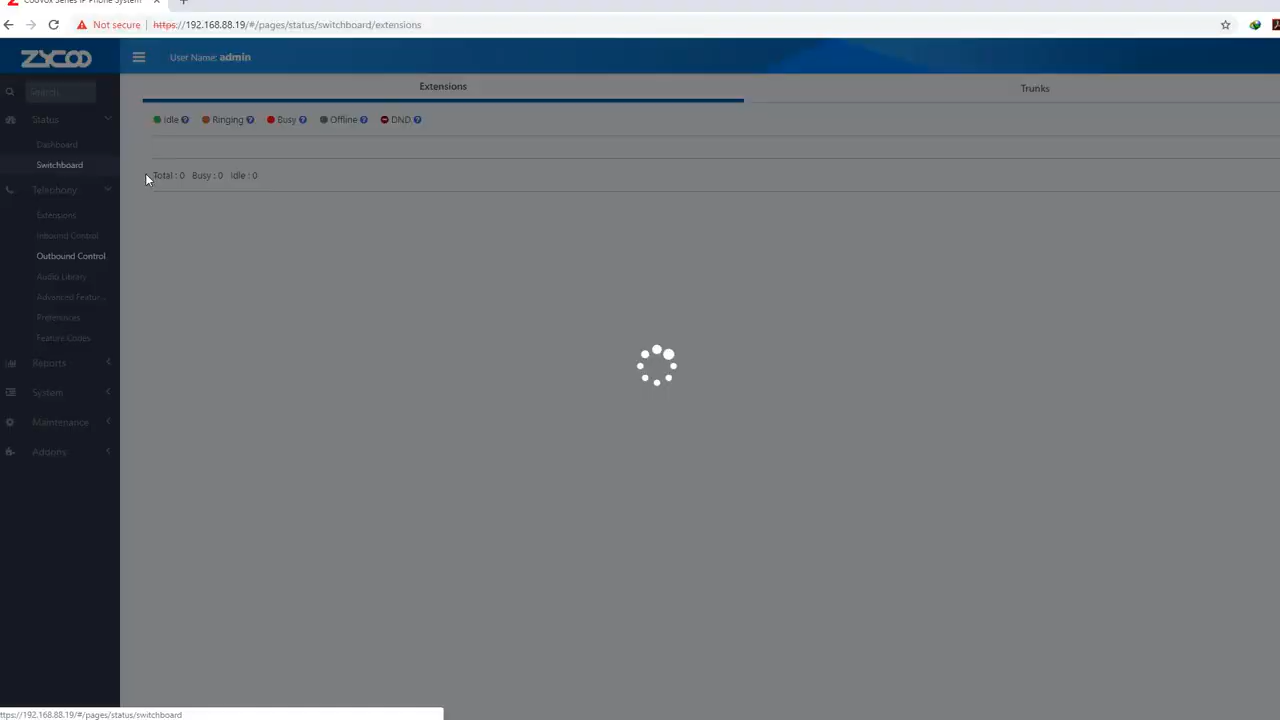 CooVox Series IP Phone System
Not secure
https://192.168.88.19/#/pages/status/switchboard/extensions
ZYCOO
User Name: admin
Search...
Status
Dashboard
Switchboard
Telephony
Extensions
Inbound Control
Outbound Control
Audio Library
Advanced Featur...
Preferences
Feature Codes
Reports
System
Maintenance
Addons
Extensions
Trunks
Idle ? Ringing ? Busy ? Offline ? DND ?
Total : 0 Busy : 0 Idle : 0
ttps://192.168.88.19/#/pages/status/switchboard